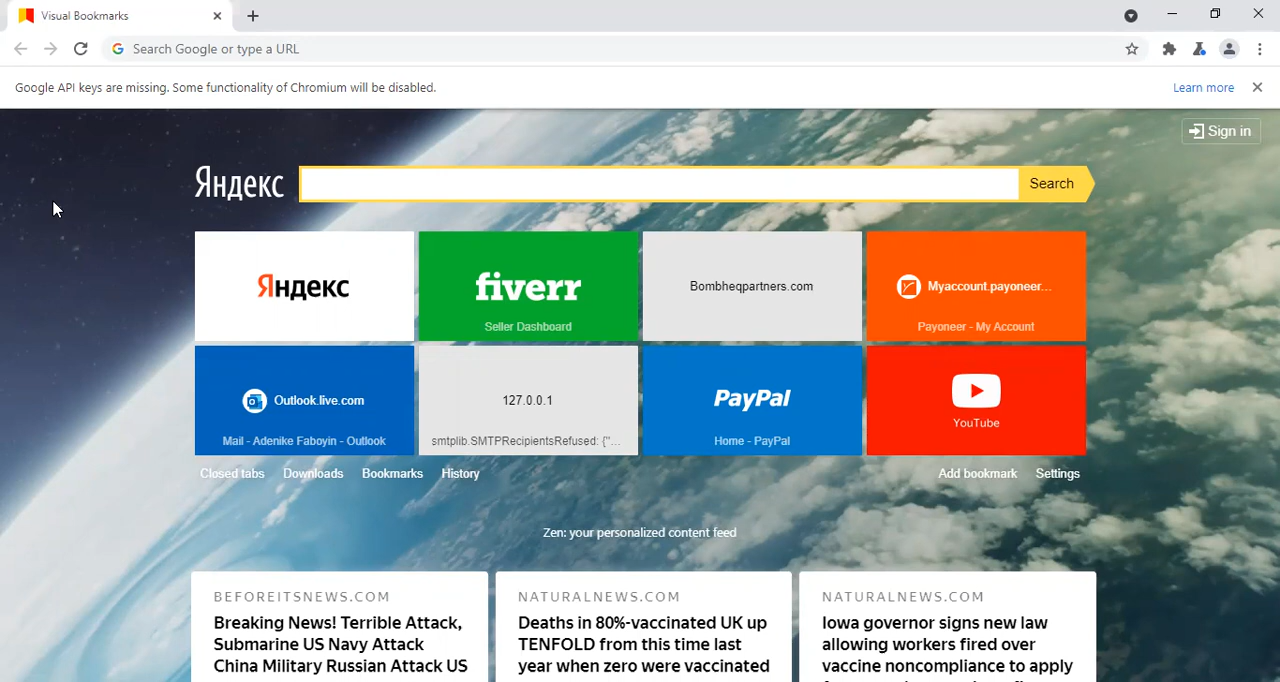 Visual Bookmarks
Search Google or type a URL
Google API keys are missing. Some functionality of Chromium will be disabled.
Learn more
Sign in
Яндекс
Search
Яндекс
fiverr
Seller Dashboard
Bombheqpartners.com
Myaccount.payoneer...
Payoneer - My Account
Outlook.live.com
Mail - Adenike Faboyin - Outlook
127.0.0.1
smtplib.SMTPRecipientsRefused: {"...
PayPal
Home - PayPal
YouTube
Closed tabs Downloads Bookmarks History
Add bookmark Settings
Zen: your personalized content feed
BEFOREITSNEWS.COM
Breaking News! Terrible Attack,
Submarine US Navy Attack
China Military Russian Attack US
NATURALNEWS.COM
Deaths in 80%-vaccinated UK up
TENFOLD from this time last
year when zero were vaccinated
NATURALNEWS.COM
Iowa governor signs new law
allowing workers fired over
vaccine noncompliance to apply